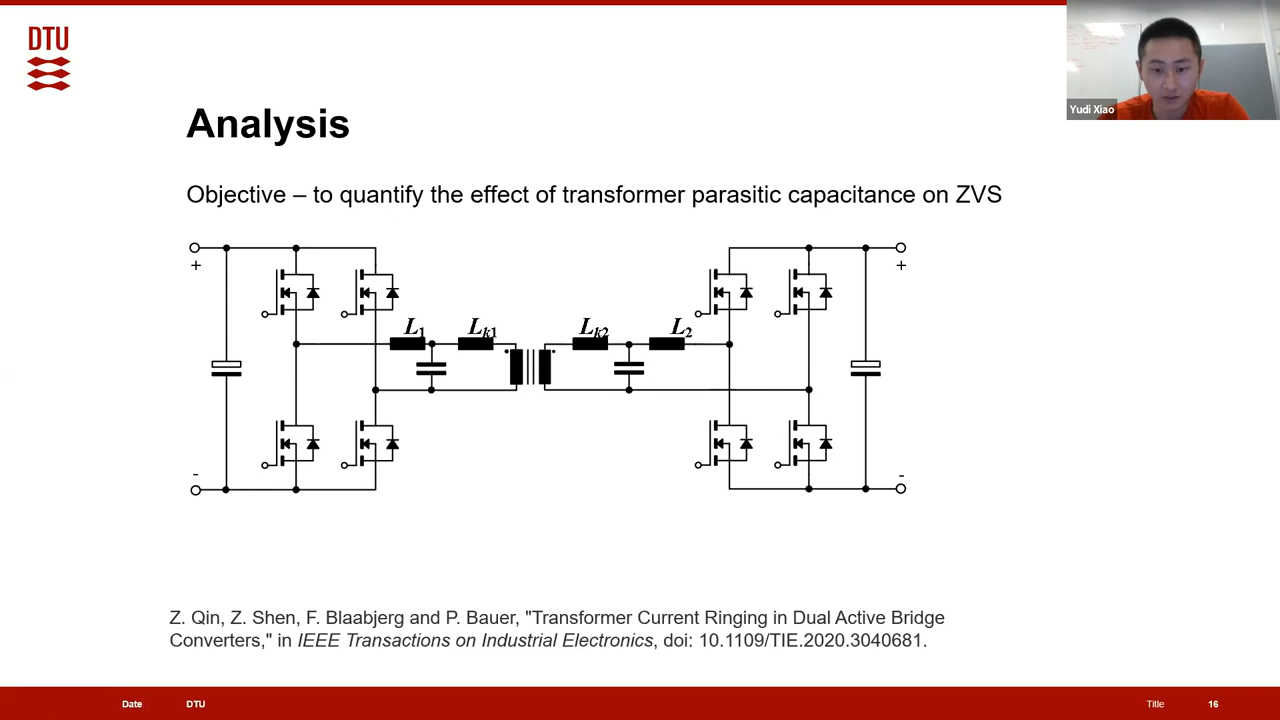 DTU
Yudi Xiao
Analysis
Objective – to quantify the effect of transformer parasitic capacitance on ZVS
+
+
L1
Lk1
Lk2
L2
-
-
Z. Qin, Z. Shen, F. Blaabjerg and P. Bauer, "Transformer Current Ringing in Dual Active Bridge
Converters," in IEEE Transactions on Industrial Electronics, doi: 10.1109/TIE.2020.3040681.
Date
DTU
Title
16